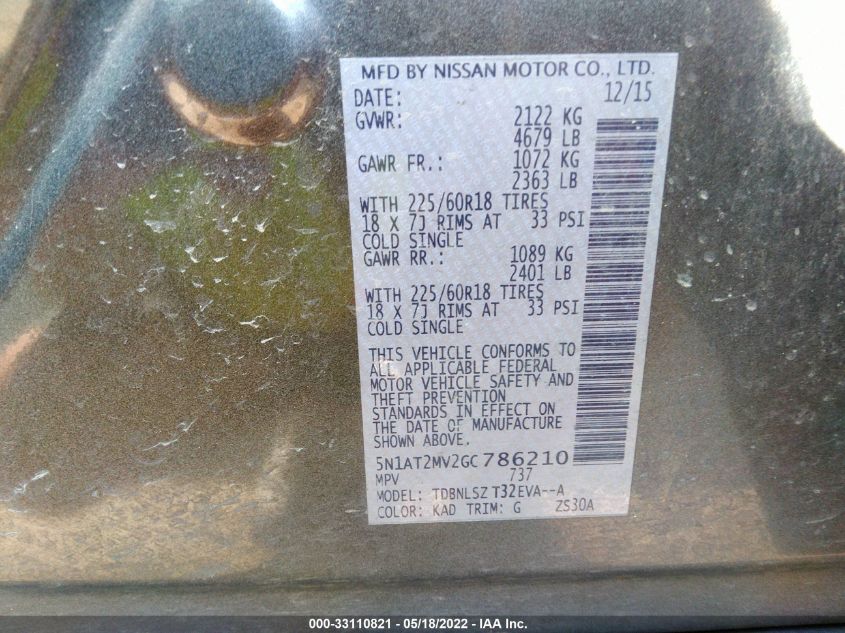 MFD BY NISSAN MOTOR CO., LTD.
DATE: 12/15
GVWR: 2122 KG
4679 LB
GAWR FR.: 1072 KG
2363 LB
WITH 225/60R18 TIRES
18 X 7J RIMS AT 33 PSI
COLD SINGLE
GAWR RR.: 1089 KG
2401 LB
WITH 225/60R18 TIRES
18 X 7J RIMS AT 33 PSI
COLD SINGLE
THIS VEHICLE CONFORMS TO
ALL APPLICABLE FEDERAL
MOTOR VEHICLE SAFETY AND
THEFT PREVENTION
STANDARDS IN EFFECT ON
THE DATE OF MANUFACTURE
SHOWN ABOVE.
5N1AT2MV2GC786210
MPV 737
MODEL: TDBNLSZ T32EVA--A
COLOR: KAD TRIM: G ZS30A
000-33110821 - 05/18/2022 - IAA Inc.